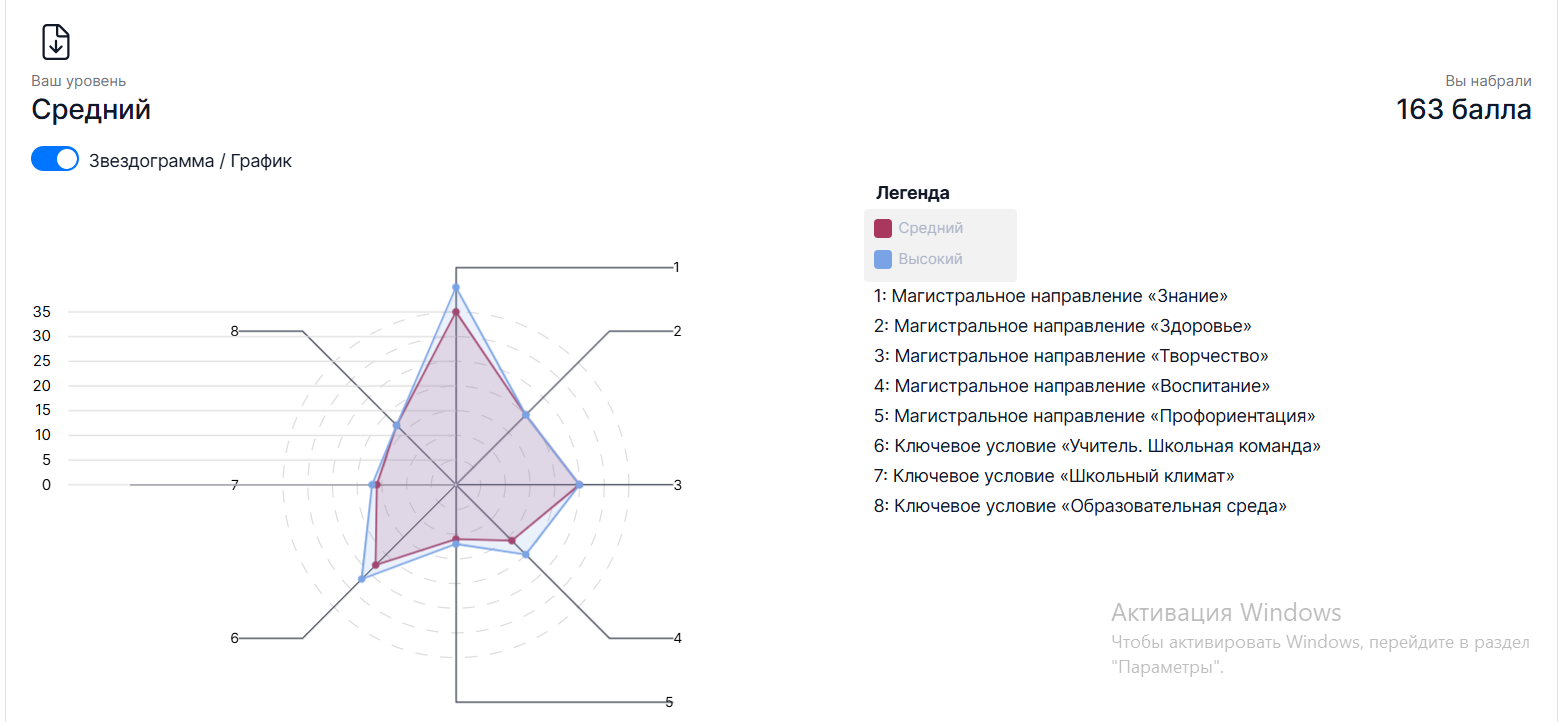 Ваш уровень
Средний
Вы набрали
163 балла
Звездограмма / График
35
30
25
20
15
10
5
0
1
2
3
4
5
6
7
8
Легенда
Средний
Высокий
1: Магистральное направление «Знание»
2: Магистральное направление «Здоровье»
3: Магистральное направление «Творчество»
4: Магистральное направление «Воспитание»
5: Магистральное направление «Профориентация»
6: Ключевое условие «Учитель. Школьная команда»
7: Ключевое условие «Школьный климат»
8: Ключевое условие «Образовательная среда»
Активация Windows
Чтобы активировать Windows, перейдите в раздел
"Параметры".